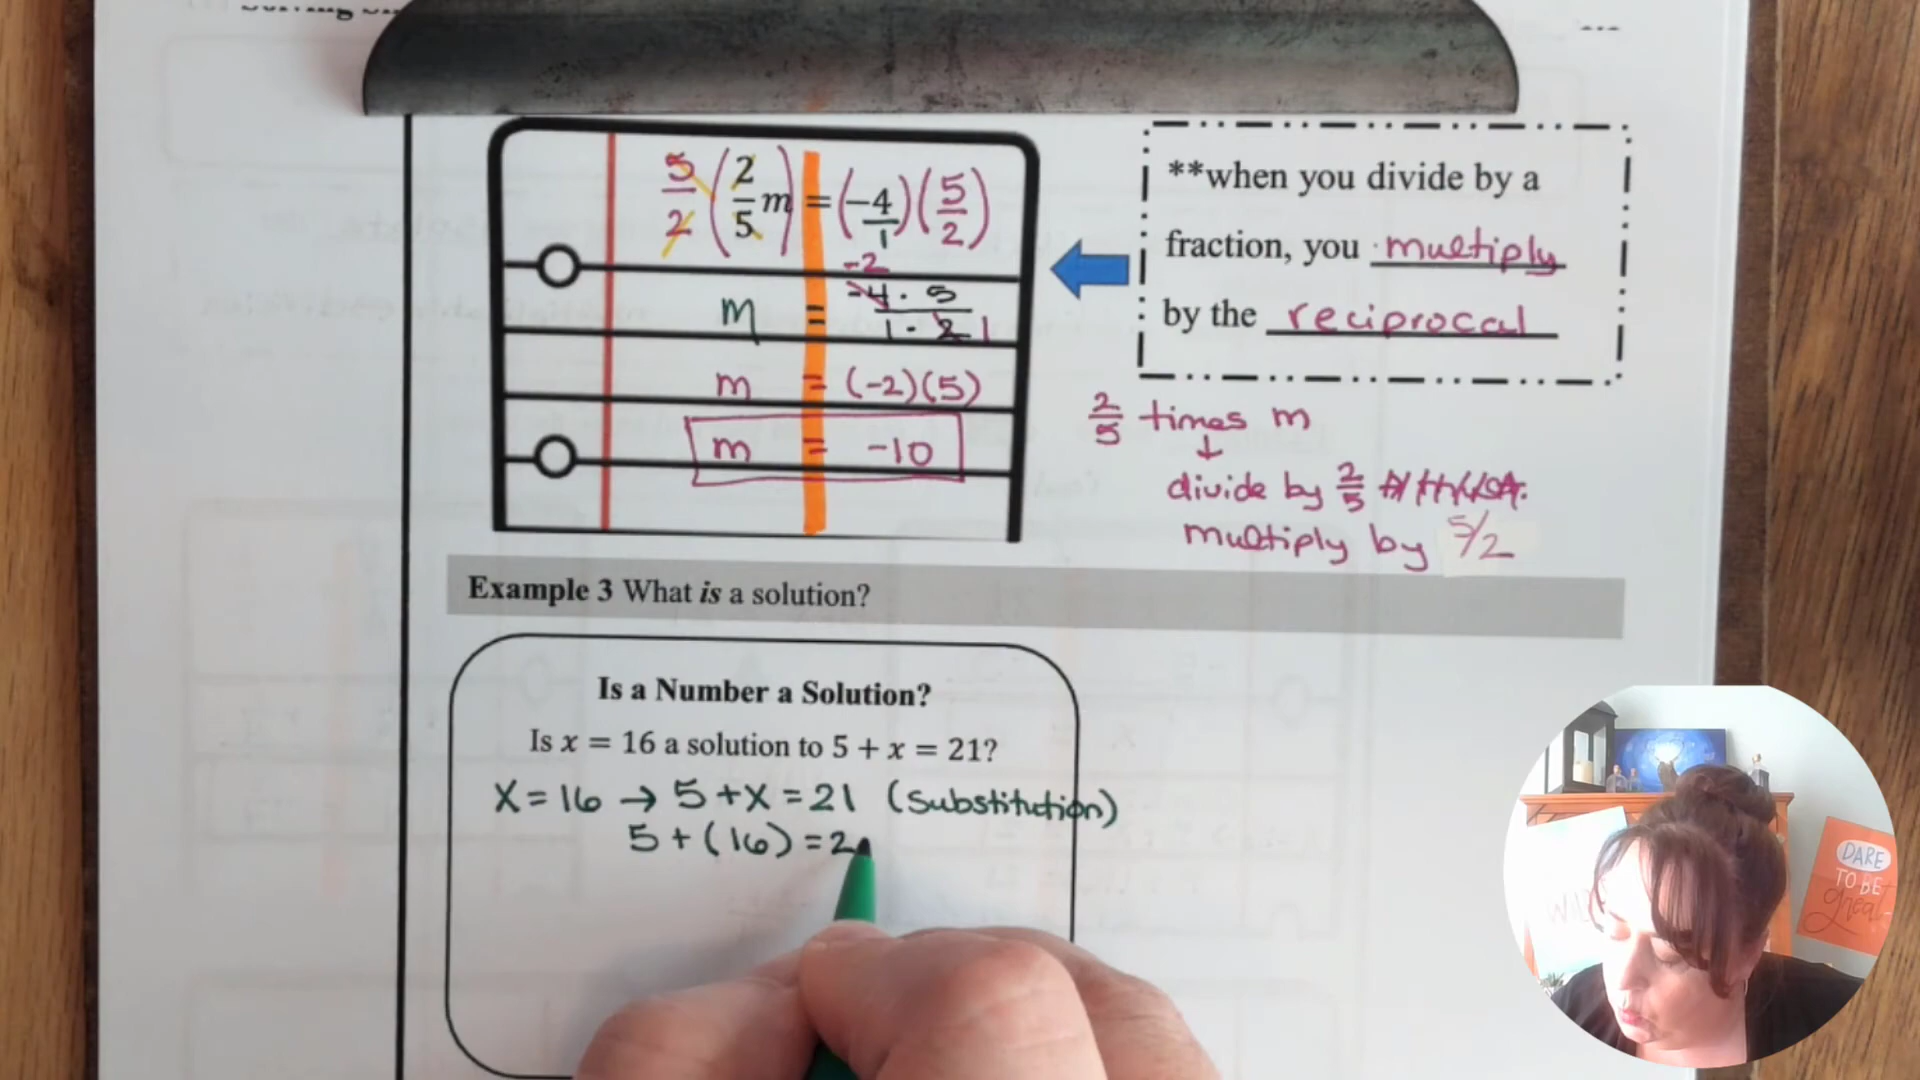 5/2 (2/5 m) = (-4/1)(5/2)
-2
m = -4 · 5 / 1 · 2 1
m = (-2)(5)
m = -10
**when you divide by a
fraction, you multiply
by the reciprocal
2/5 times m
↓
divide by 2/5
multiply by 5/2
Example 3 What is a solution?
Is a Number a Solution?
Is x = 16 a solution to 5 + x = 21?
X = 16 → 5 + x = 21 (Substitution)
5 + (16) = 2
DARE
TO BE
great